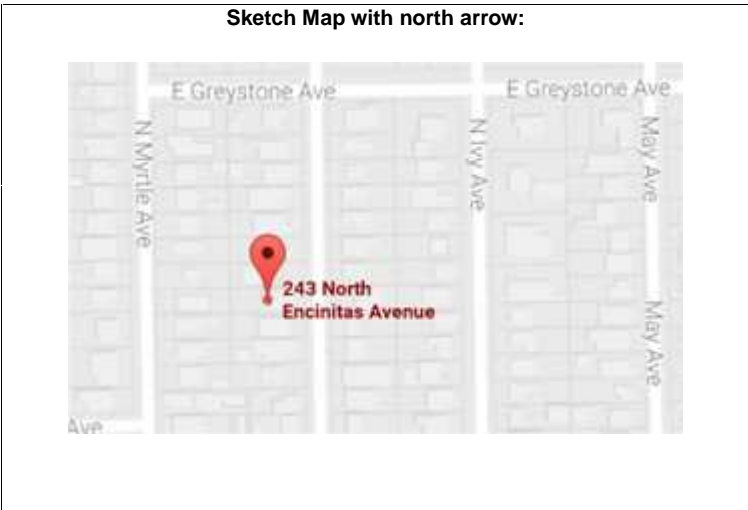 Sketch Map with north arrow:
E Greystone Ave
E Greystone Ave
N Myrtle Ave
N Ivy Ave
May Ave
243 North
Encinitas Avenue
May Ave
Ave